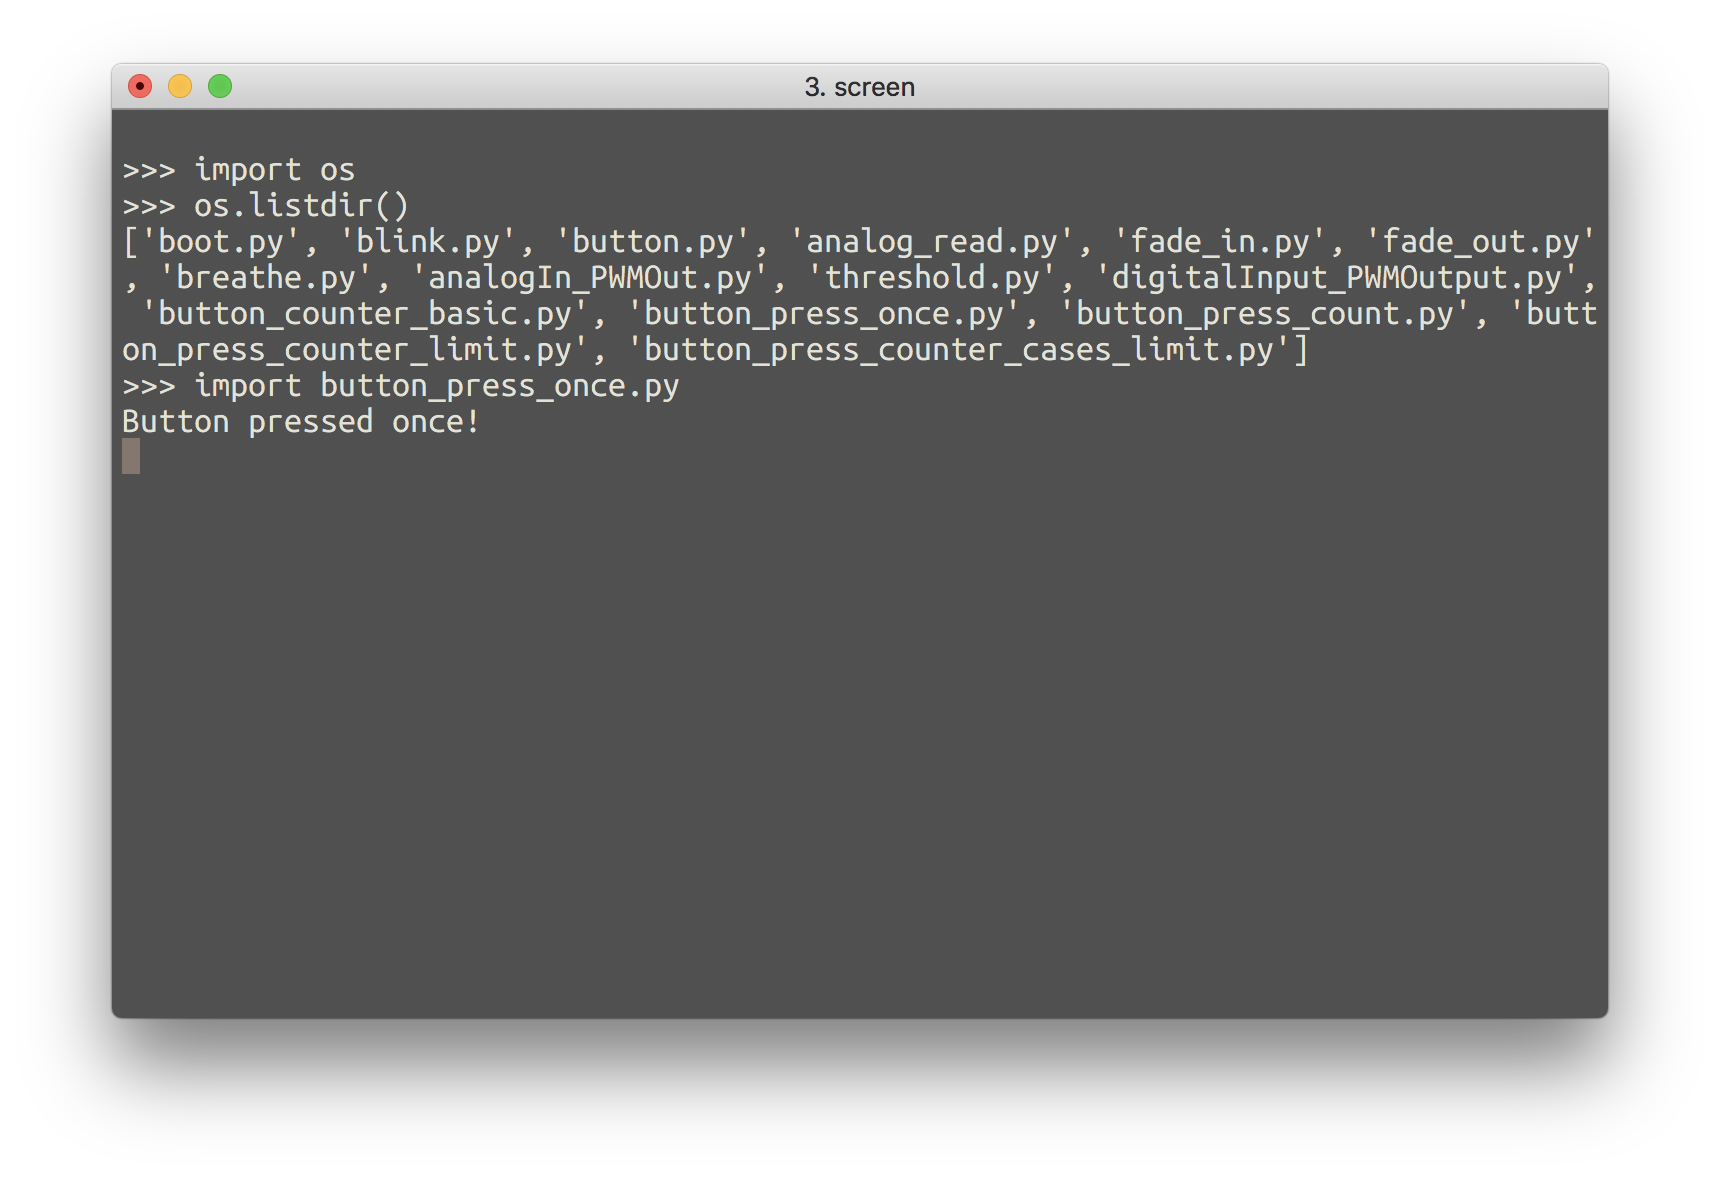 3. screen
>>> import os
>>> os.listdir()
['boot.py', 'blink.py', 'button.py', 'analog_read.py', 'fade_in.py', 'fade_out.py'
, 'breathe.py', 'analogIn_PWMOut.py', 'threshold.py', 'digitalInput_PWMOutput.py',
 'button_counter_basic.py', 'button_press_once.py', 'button_press_count.py', 'butt
on_press_counter_limit.py', 'button_press_counter_cases_limit.py']
>>> import button_press_once.py
Button pressed once!